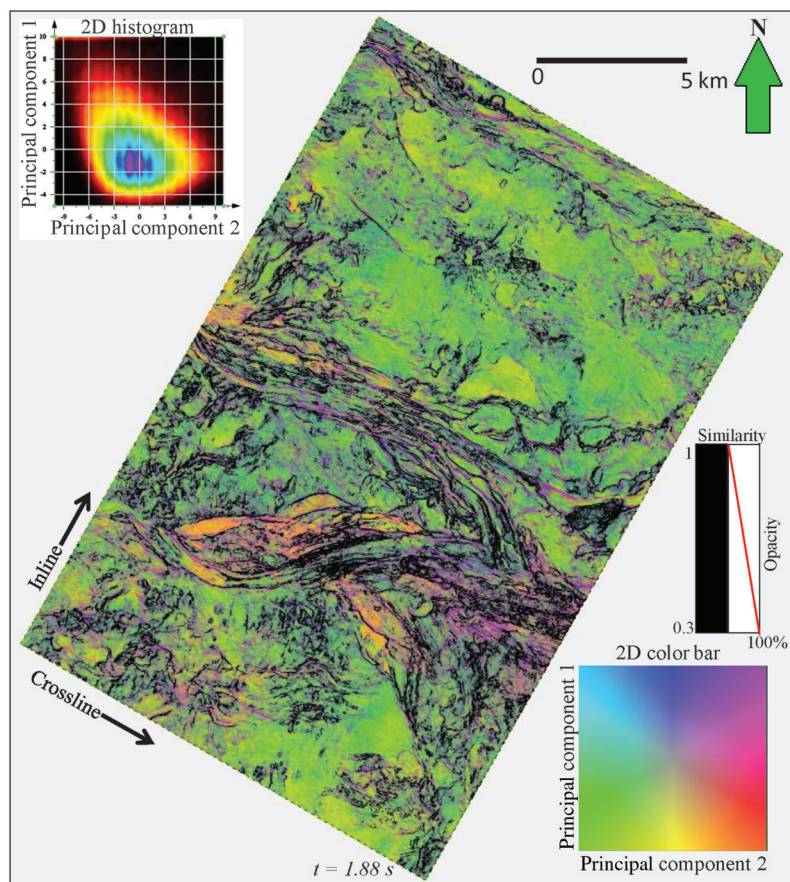 2D histogram
N
Principal component 1
10
8
6
4
2
0
-2
-4
-9 -6 -3 0 3 6 9
Principal component 2
0 5 km
Similarity
1
Opacity
0.3
100%
Inline
Crossline
2D color bar
Principal component 1
Principal component 2
t = 1.88 s